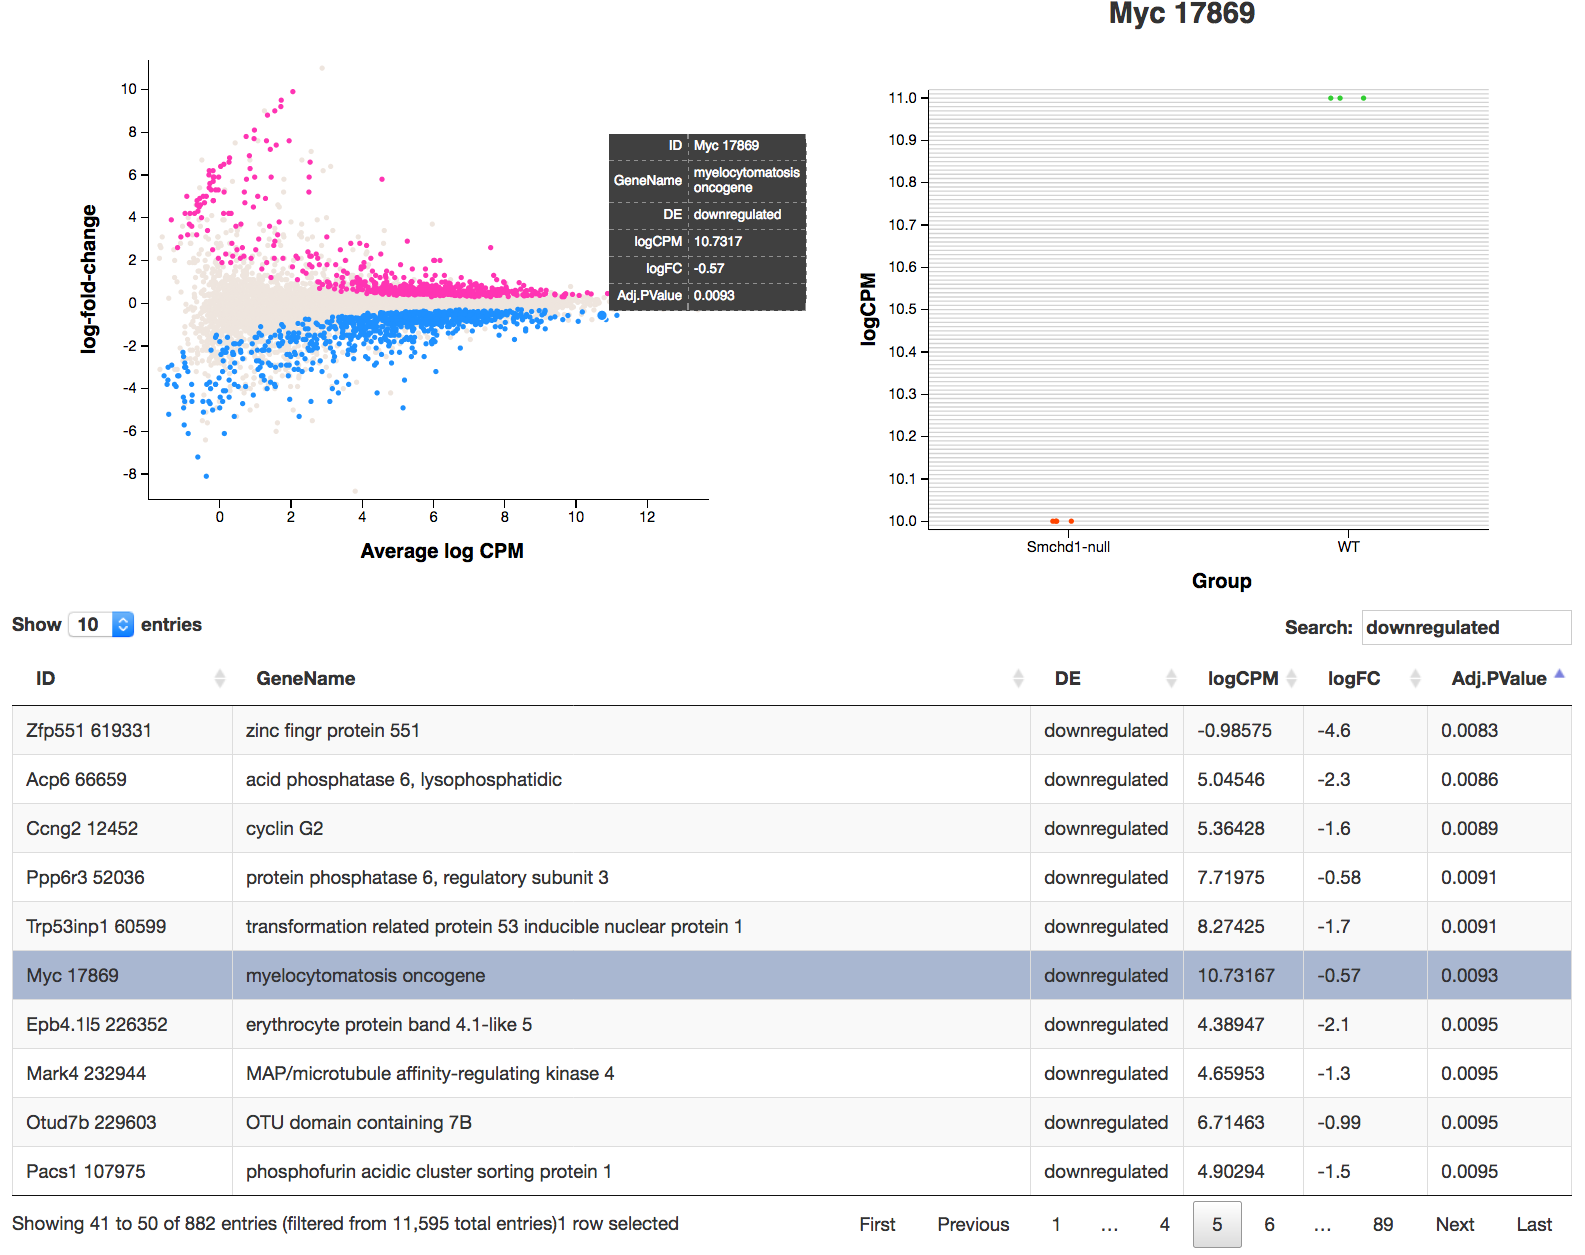 Myc 17869
10
8
6
4
2
0
-2
-4
-6
-8
log-fold-change
0 2 4 6 8 10 12
Average log CPM
ID Myc 17869
GeneName myelocytomatosis
oncogene
DE downregulated
logCPM 10.7317
logFC -0.57
Adj.PValue 0.0093
11.0
10.9
10.8
10.7
10.6
10.5
10.4
10.3
10.2
10.1
10.0
logCPM
Smchd1-null WT
Group
Show 10 entries
Search: downregulated
ID GeneName DE logCPM logFC Adj.PValue
Zfp551 619331 zinc fingr protein 551 downregulated -0.98575 -4.6 0.0083
Acp6 66659 acid phosphatase 6, lysophosphatidic downregulated 5.04546 -2.3 0.0086
Ccng2 12452 cyclin G2 downregulated 5.36428 -1.6 0.0089
Ppp6r3 52036 protein phosphatase 6, regulatory subunit 3 downregulated 7.71975 -0.58 0.0091
Trp53inp1 60599 transformation related protein 53 inducible nuclear protein 1 downregulated 8.27425 -1.7 0.0091
Myc 17869 myelocytomatosis oncogene downregulated 10.73167 -0.57 0.0093
Epb4.1l5 226352 erythrocyte protein band 4.1-like 5 downregulated 4.38947 -2.1 0.0095
Mark4 232944 MAP/microtubule affinity-regulating kinase 4 downregulated 4.65953 -1.3 0.0095
Otud7b 229603 OTU domain containing 7B downregulated 6.71463 -0.99 0.0095
Pacs1 107975 phosphofurin acidic cluster sorting protein 1 downregulated 4.90294 -1.5 0.0095
Showing 41 to 50 of 882 entries (filtered from 11,595 total entries)1 row selected
First Previous 1 … 4 5 6 … 89 Next Last